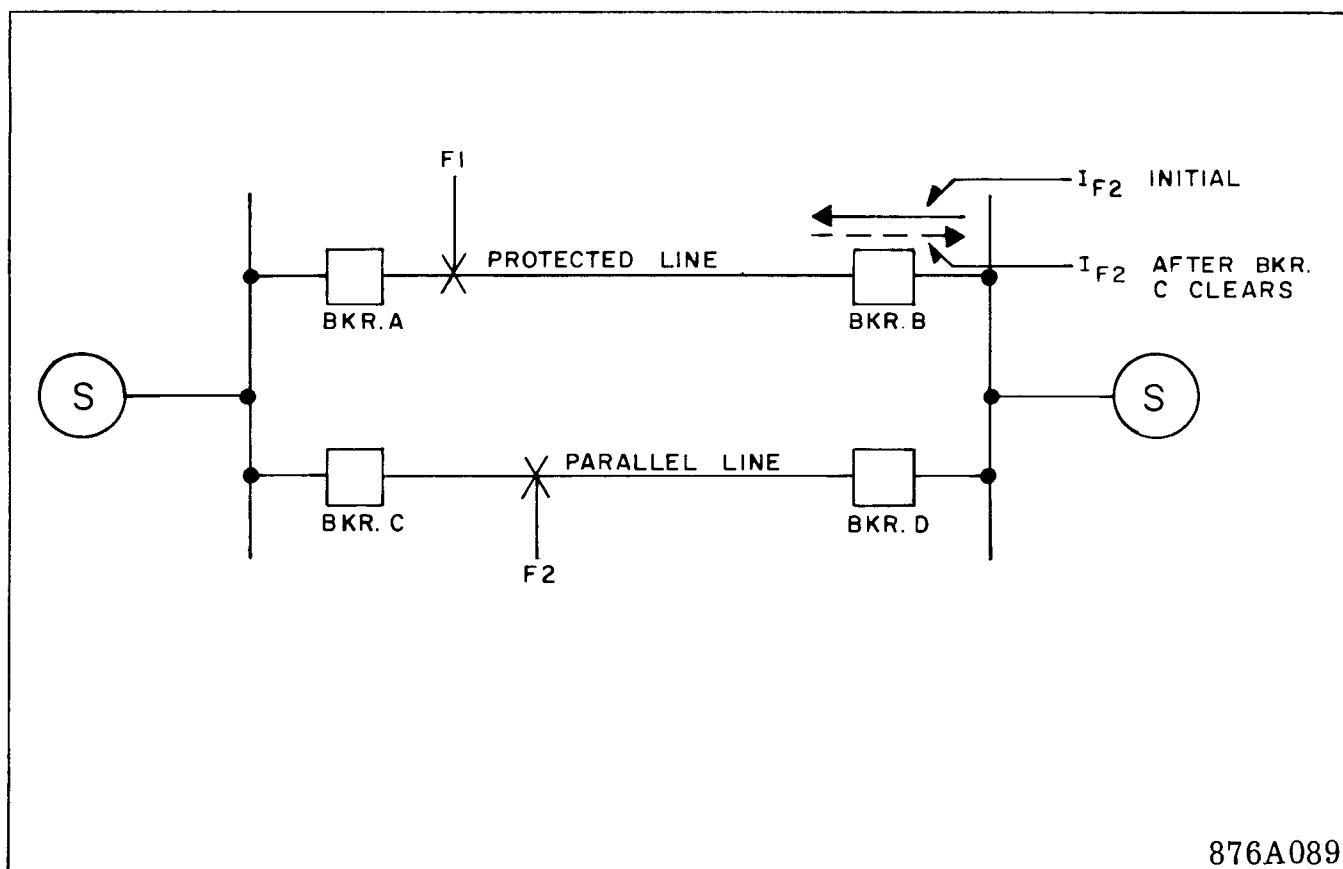 F1
I F2 INITIAL
PROTECTED LINE
I F2 AFTER BKR.
C CLEARS
BKR. A
BKR. B
S
S
PARALLEL LINE
BKR. C
BKR. D
F2
876A089